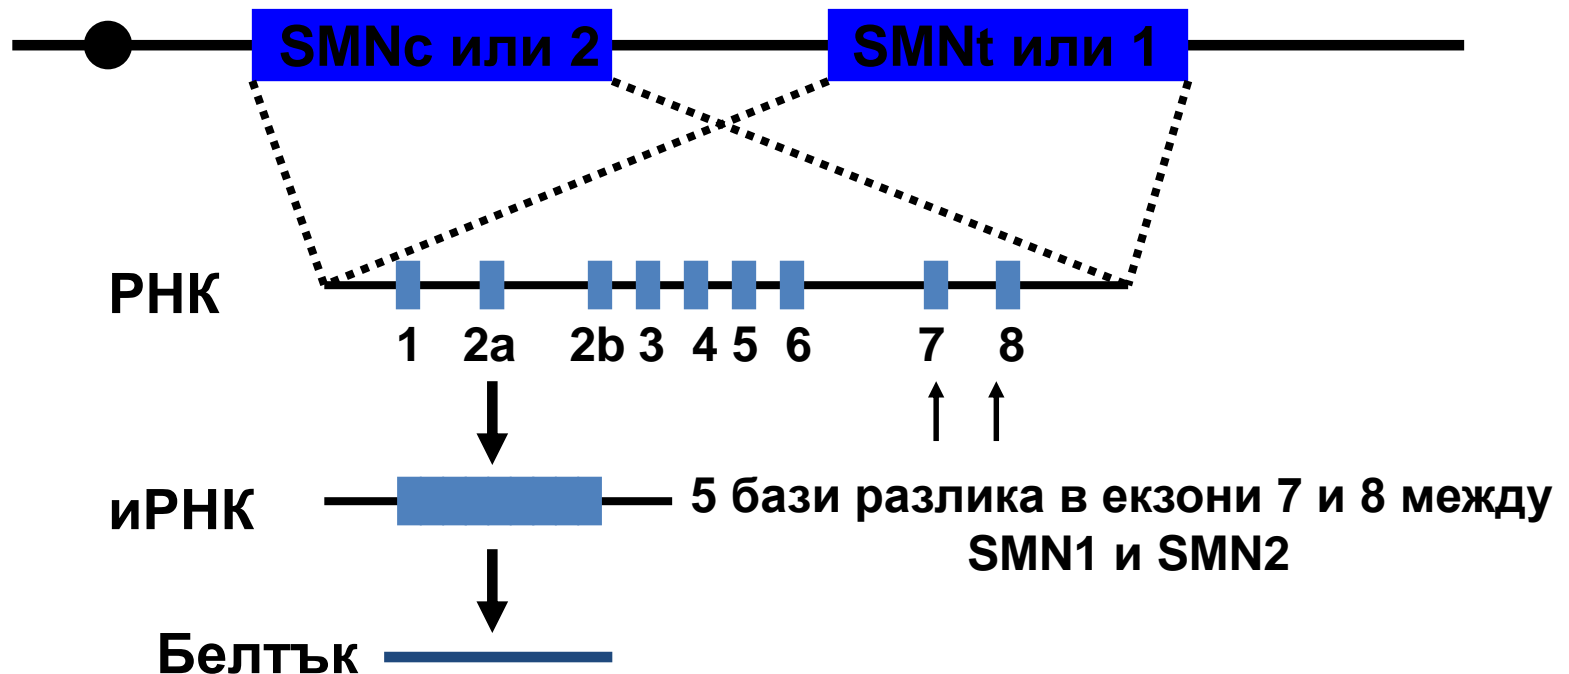 SMNc или 2 SMNt или 1
РНК
1 2a 2b 3 4 5 6 7 8
иРНК
5 бази разлика в екзони 7 и 8 между
SMN1 и SMN2
Белтък